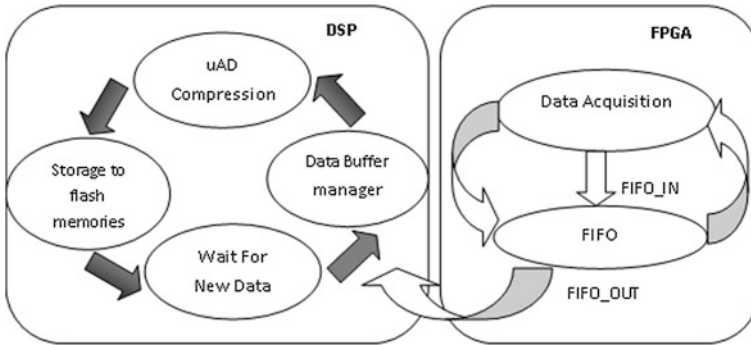 DSP
uAD
Compression
Storage to
flash
memories
Data Buffer
manager
Wait For
New Data
FPGA
Data Acquisition
FIFO_IN
FIFO
FIFO_OUT